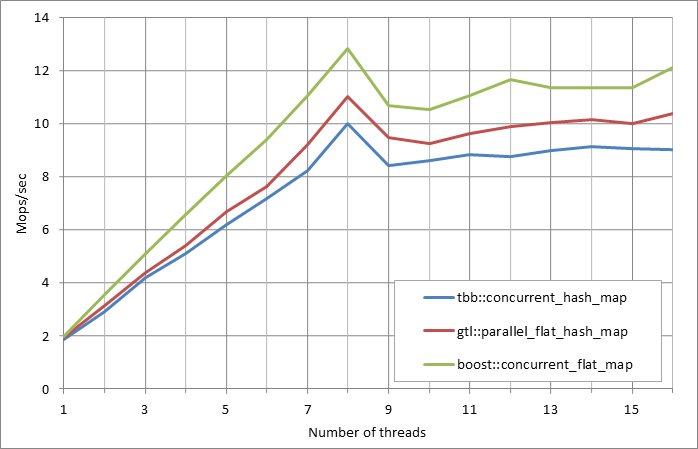 14
12
10
8
6
4
2
0
Mops/sec
tbb::concurrent_hash_map
gtl::parallel_flat_hash_map
boost::concurrent_flat_map
1 3 5 7 9 11 13 15
Number of threads